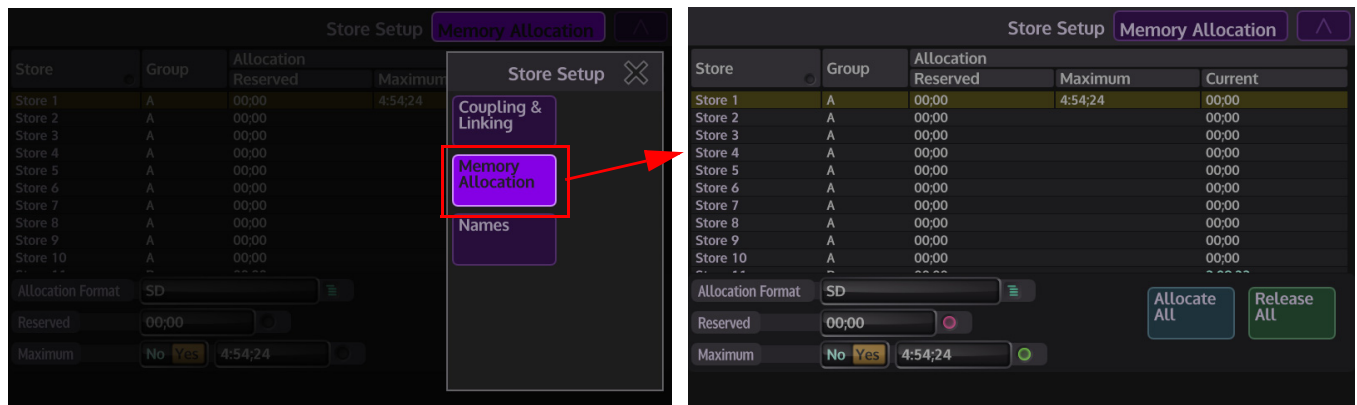 Store Setup Memory Allocation
Store Group Allocation
Reserved Maximum
Store 1 A 00;00 4:54;24
Store 2 A 00;00
Store 3 A 00;00
Store 4 A 00;00
Store 5 A 00;00
Store 6 A 00;00
Store 7 A 00;00
Store 8 A 00;00
Store 9 A 00;00
Store 10 A 00;00
Allocation Format SD
Reserved 00;00
Maximum No Yes 4:54;24
Store Setup
Coupling &
Linking
Memory
Allocation
Names
Store Setup Memory Allocation
Store Group Allocation
Reserved Maximum Current
Store 1 A 00;00 4:54;24 00;00
Store 2 A 00;00 00;00
Store 3 A 00;00 00;00
Store 4 A 00;00 00;00
Store 5 A 00;00 00;00
Store 6 A 00;00 00;00
Store 7 A 00;00 00;00
Store 8 A 00;00 00;00
Store 9 A 00;00 00;00
Store 10 A 00;00 00;00
Allocation Format SD
Reserved 00;00
Maximum No Yes 4:54;24
Allocate
All
Release
All